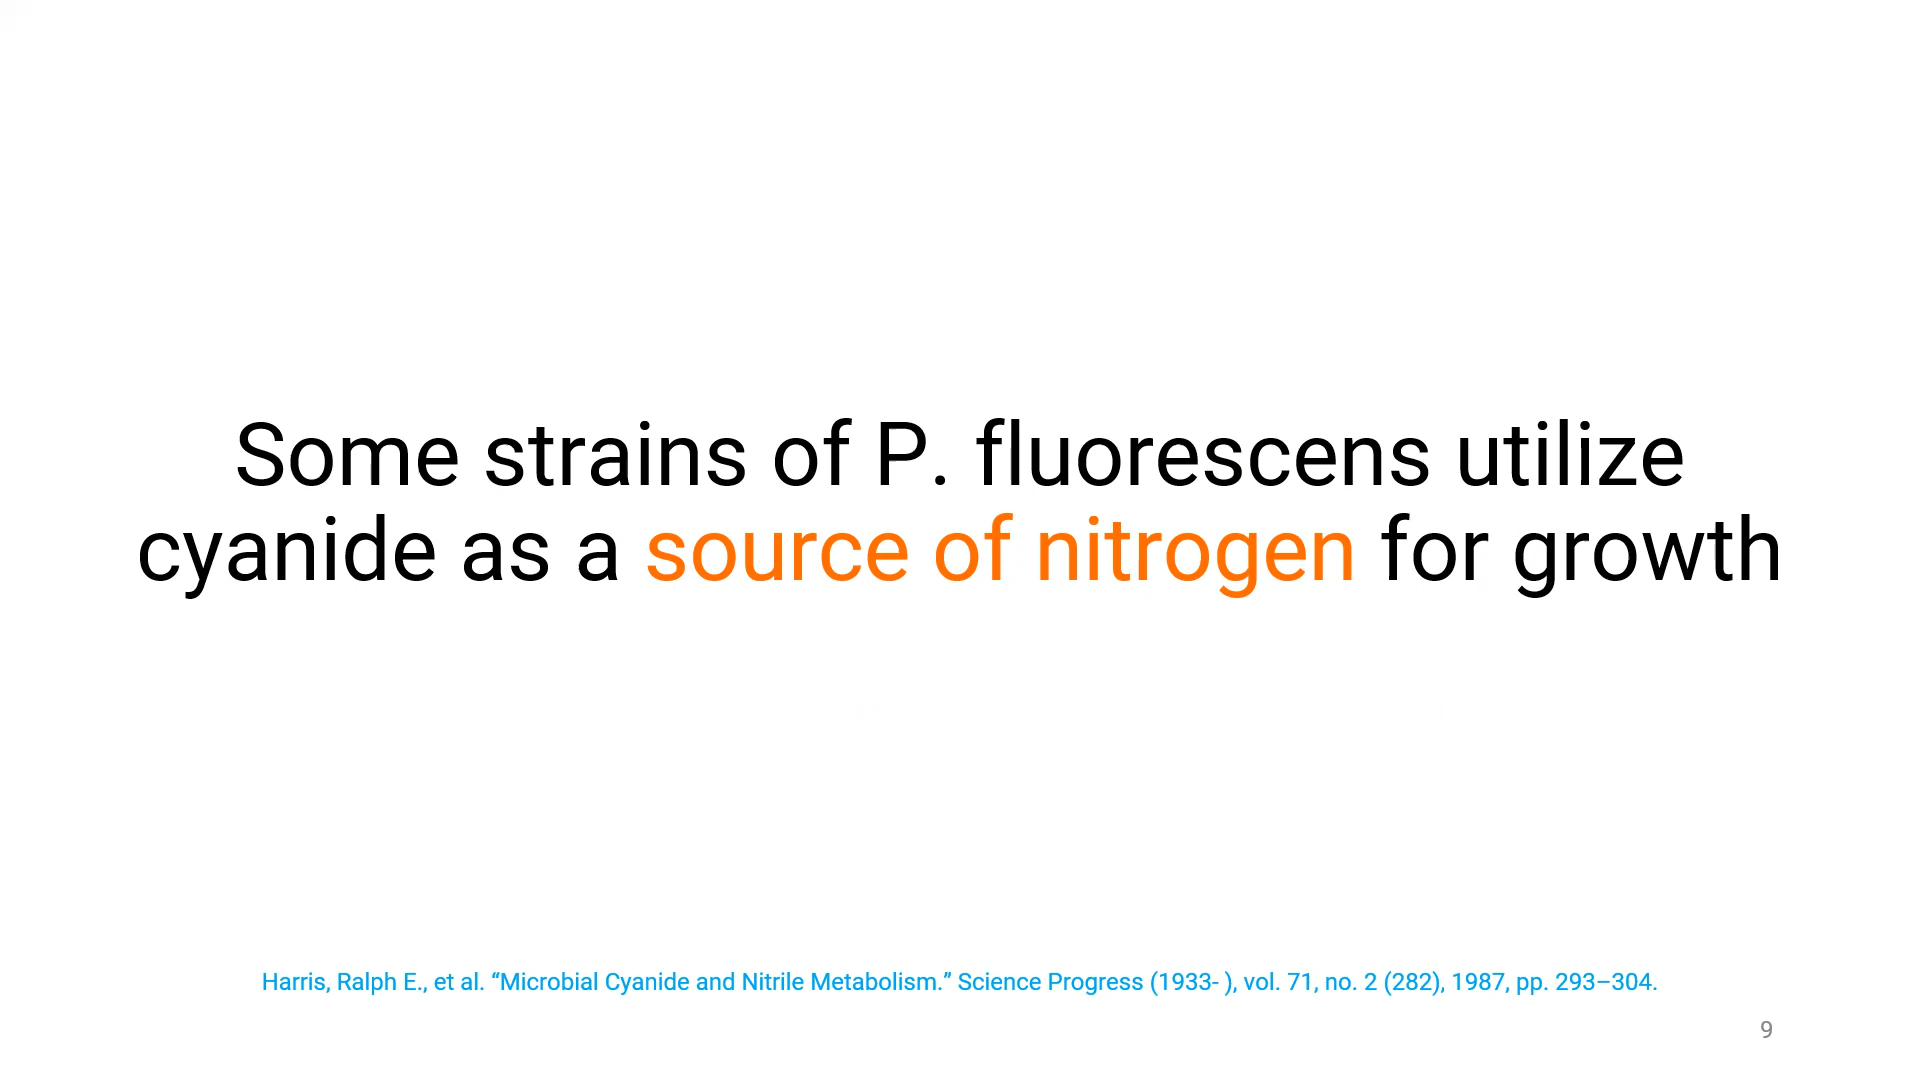 Some strains of P. fluorescens utilize
cyanide as a source of nitrogen for growth
Harris, Ralph E., et al. “Microbial Cyanide and Nitrile Metabolism.” Science Progress (1933- ), vol. 71, no. 2 (282), 1987, pp. 293–304.
9